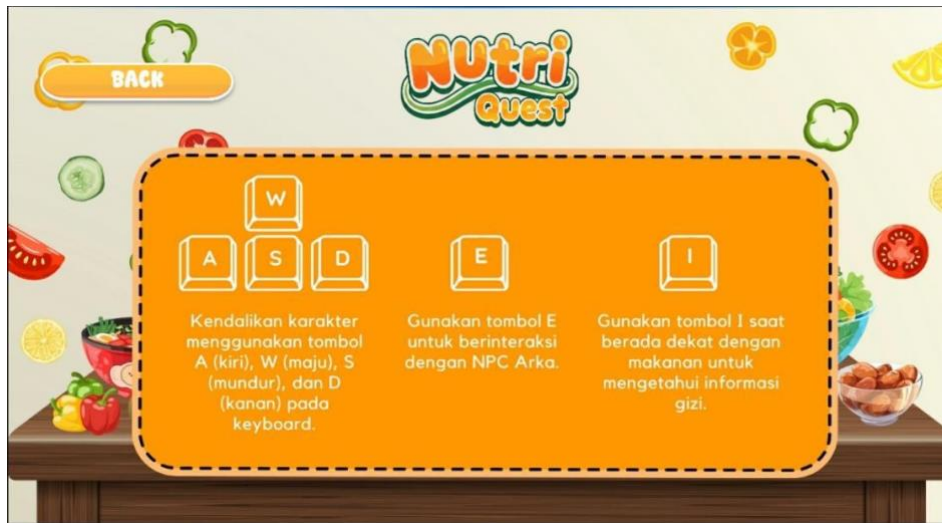 BACK
Nutri
Quest
W
A S D
Kendalikan karakter
menggunakan tombol
A (kiri), W (maju), S
(mundur), dan D
(kanan) pada
keyboard.
E
Gunakan tombol E
untuk berinteraksi
dengan NPC Arka.
I
Gunakan tombol I saat
berada dekat dengan
makanan untuk
mengetahui informasi
gizi.